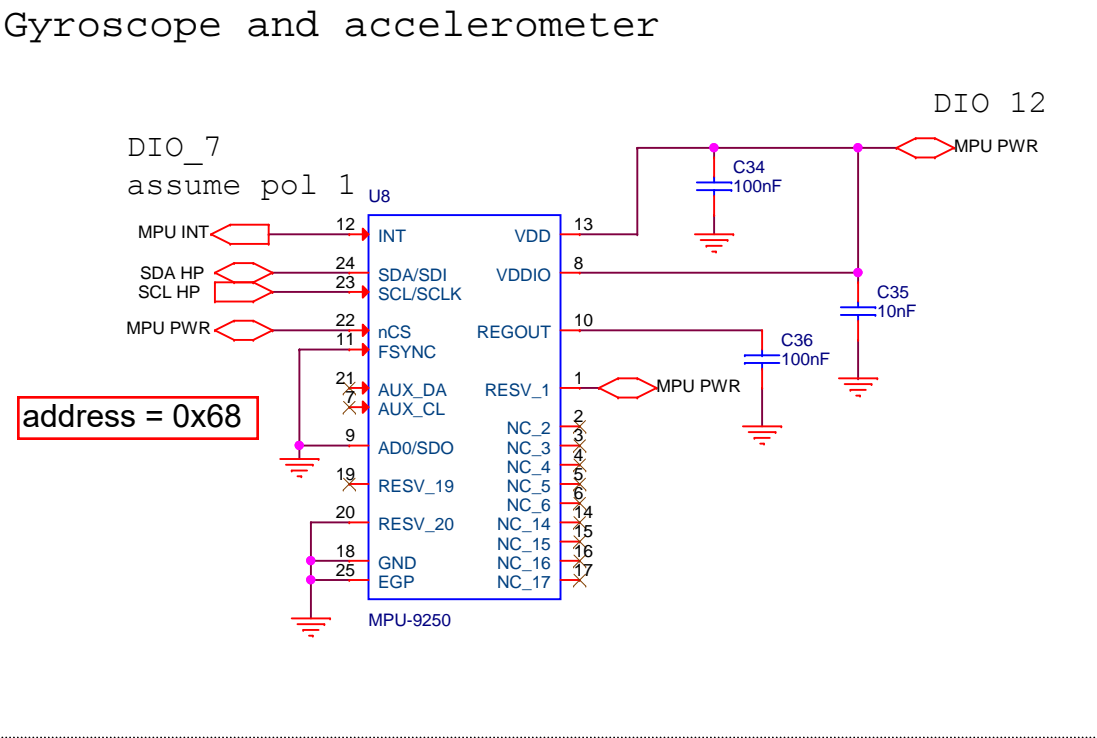 Gyroscope and accelerometer
DIO 12
DIO_7
assume pol 1
MPU PWR
C34
100nF
U8
MPU INT
12
INT
VDD
13
SDA HP
24
SDA/SDI
VDDIO
8
SCL HP
23
SCL/SCLK
C35
10nF
MPU PWR
22
nCS
REGOUT
10
11
FSYNC
C36
100nF
21
AUX_DA
RESV_1
1
MPU PWR
7
AUX_CL
address = 0x68
NC_2
2
NC_3
3
9
AD0/SDO
NC_4
4
NC_5
5
19
RESV_19
NC_6
6
20
RESV_20
NC_14
14
NC_15
15
18
GND
NC_16
16
25
EGP
NC_17
17
MPU-9250